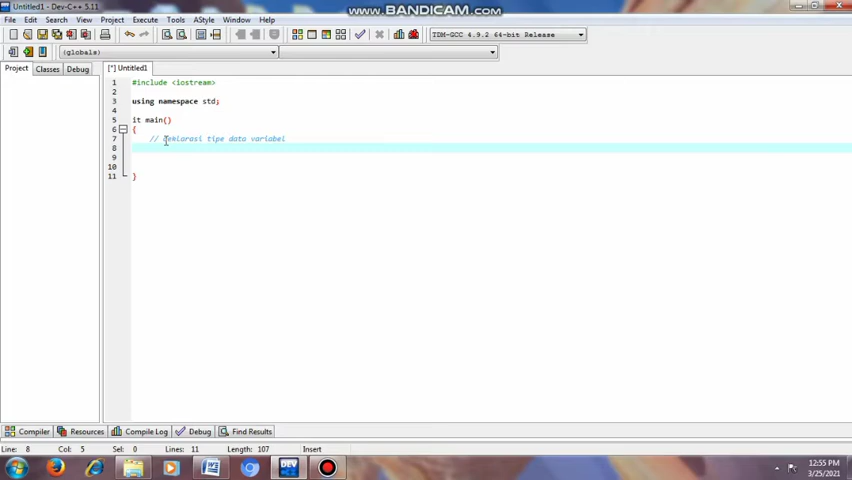 Untitled1 - Dev-C++ 5.11
www.BANDICAM.com
File Edit Search View Project Execute Tools AStyle Window Help
TDM-GCC 4.9.2 64-bit Release
(globals)
Project Classes Debug
[*] Untitled1
1 #include <iostream>
2
3 using namespace std;
4
5 it main()
6 {
7 // deklarasi tipe data variabel
8
9
10
11 }
Compiler Resources Compile Log Debug Find Results
Line: 8 Col: 5 Sel: 0 Lines: 11 Length: 107 Insert
DEV
12:55 PM
3/25/2021